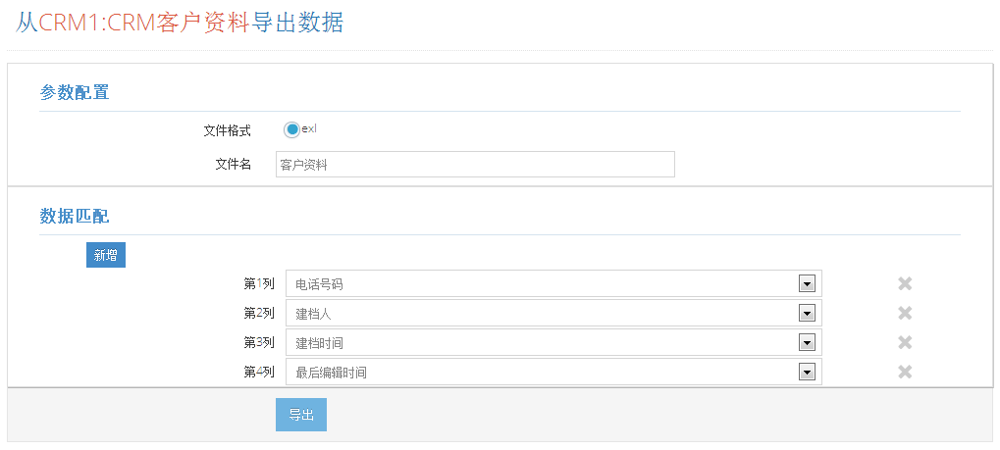 从CRM1:CRM客户资料导出数据
参数配置
文件格式 exl
文件名 客户资料
数据匹配
新增
第1列 电话号码
第2列 建档人
第3列 建档时间
第4列 最后编辑时间
导出